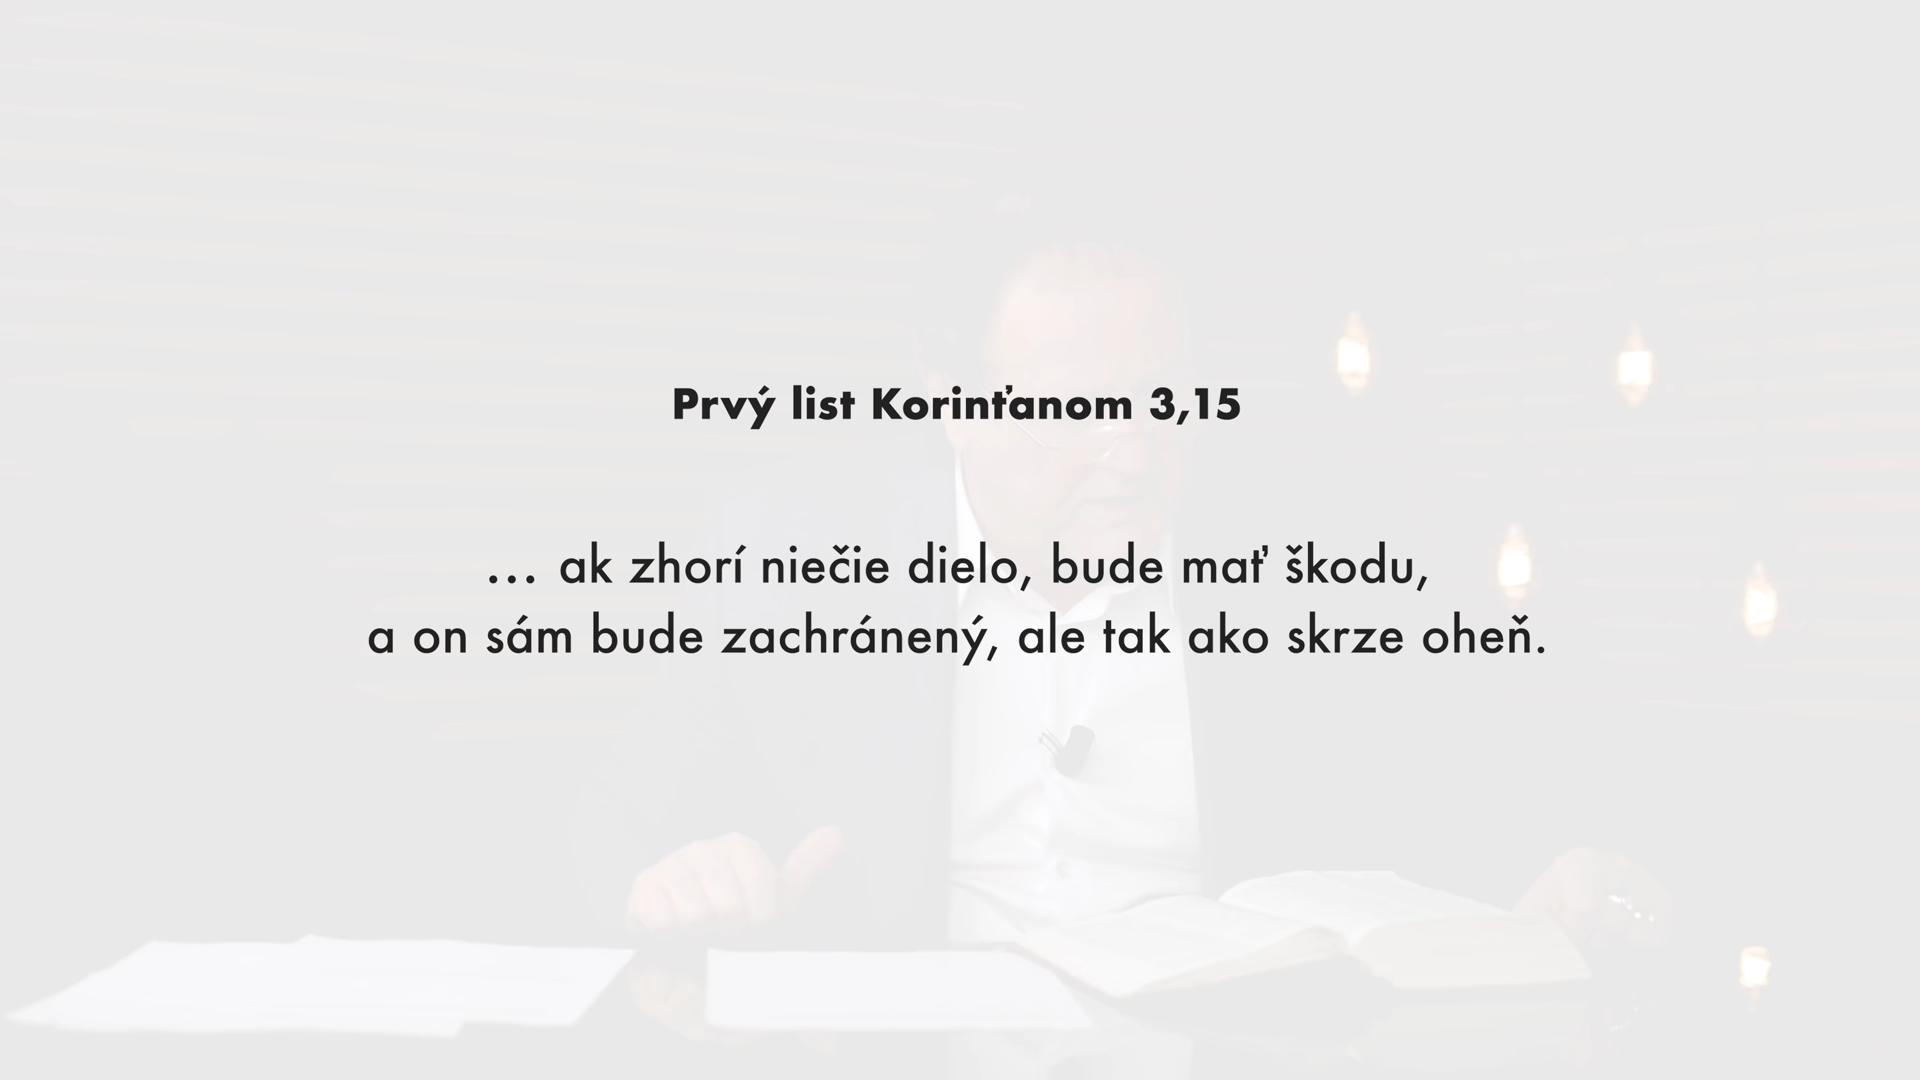 Prvý list Korinťanom 3,15
... ak zhorí niečie dielo, bude mať škodu,
a on sám bude zachránený, ale tak ako skrze oheň.